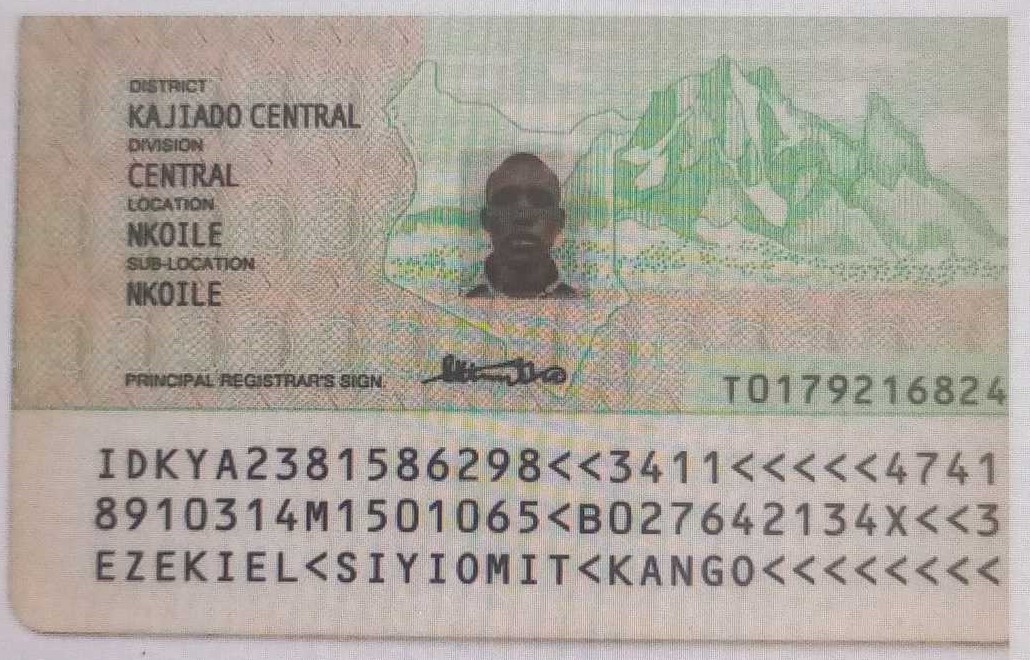 DISTRICT
KAJIADO CENTRAL
DIVISION
CENTRAL
LOCATION
NKOILE
SUB-LOCATION
NKOILE
PRINCIPAL REGISTRAR'S SIGN.
T0179216824
IDKYA2381586298<<3411<<<<<4741
8910314M1501065<B027642134X<<3
EZEKIEL<SIYIOMIT<KANGO<<<<<<<<